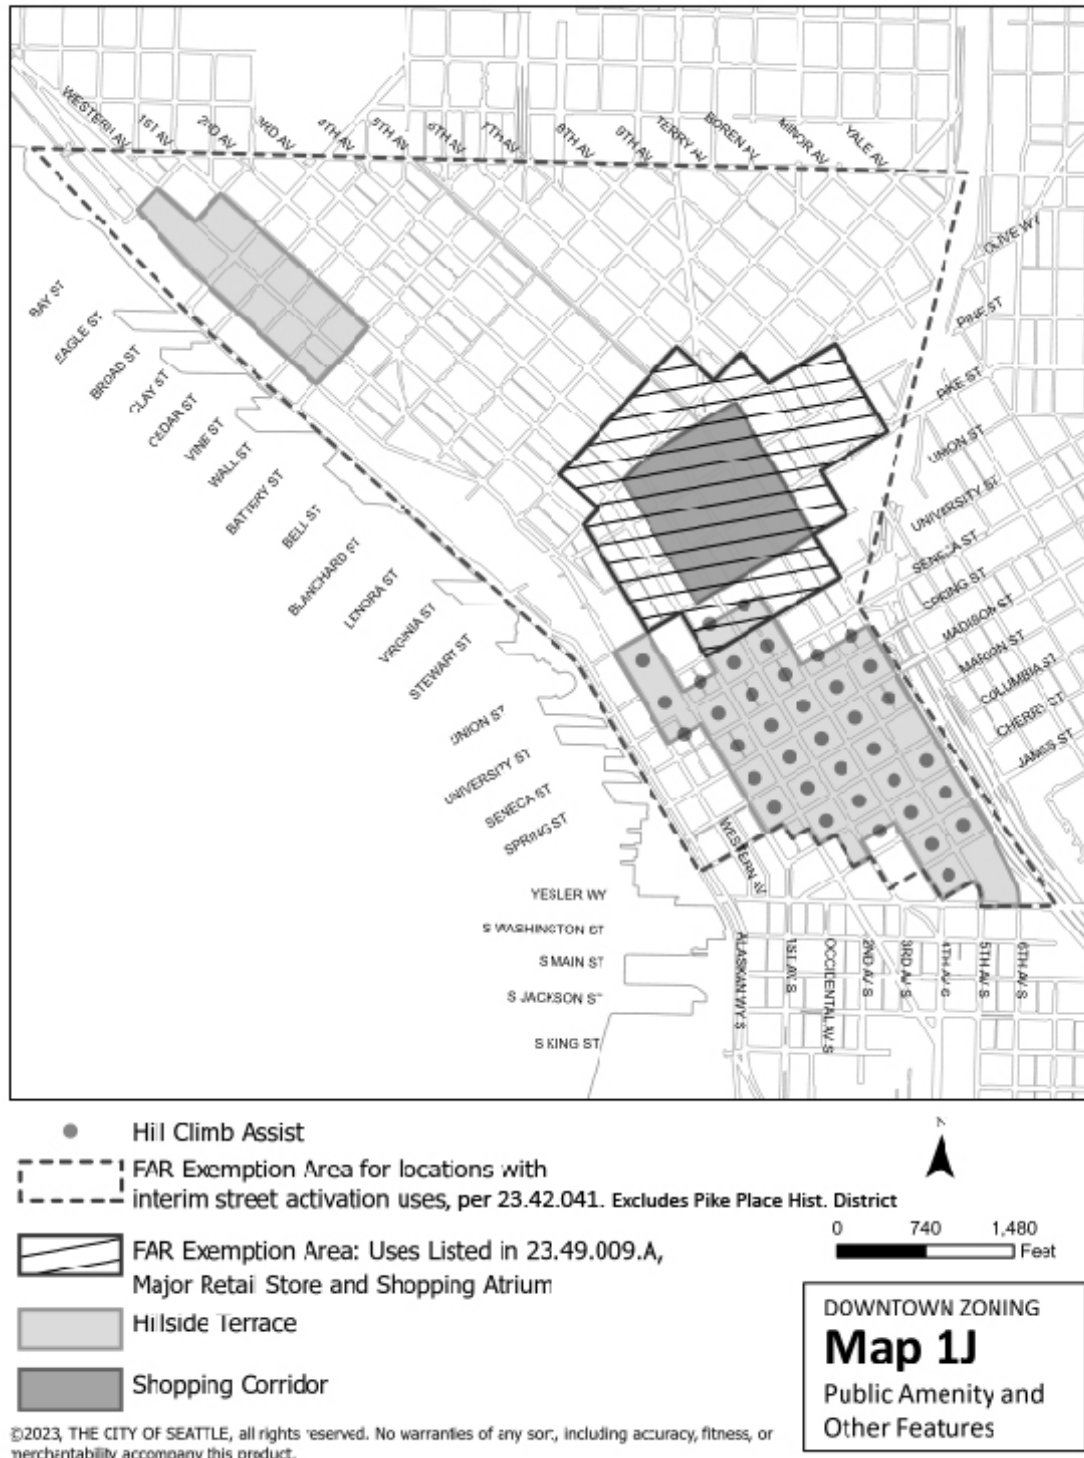 WESTERN AV
1ST AV
2ND AV
3RD AV
4TH AV
5TH AV
6TH AV
7TH AV
8TH AV
9TH AV
TERRY AV
BOREN AV
MINOR AV
YALE AV
OLIVE WY
PINE ST
PIKE ST
UNION ST
UNIVERSITY ST
SENECA ST
SPRING ST
MADISON ST
MARION ST
COLUMBIA ST
CHERRY ST
JAMES ST
BAY ST
EAGLE ST
BROAD ST
CLAY ST
CEDAR ST
VINE ST
WALL ST
BATTERY ST
BELL ST
BLANCHARD ST
LENORA ST
VIRGINIA ST
STEWART ST
UNION ST
UNIVERSITY ST
SENECA ST
SPRING ST
YESLER WY
S WASHINGTON ST
S MAIN ST
S JACKSON ST
S KING ST
WESTERN AV
ALASKAN WY S
1ST AV S
OCCIDENTAL AV S
2ND AV S
3RD AV S
4TH AV S
5TH AV S
6TH AV S
Hill Climb Assist
FAR Exemption Area for locations with
interim street activation uses, per 23.42.041. Excludes Pike Place Hist. District
FAR Exemption Area: Uses Listed in 23.49.009.A,
Major Retail Store and Shopping Atrium
Hillside Terrace
Shopping Corridor
N
0 740 1,480
Feet
DOWNTOWN ZONING
Map 1J
Public Amenity and
Other Features
©2023, THE CITY OF SEATTLE, all rights reserved. No warranties of any sort, including accuracy, fitness, or
merchantability accompany this product.